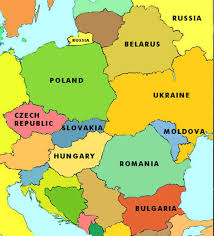 RUSSIA
RUSSIA
BELARUS
POLAND
UKRAINE
CZECH
REPUBLIC
SLOVAKIA
MOLDOVA
HUNGARY
ROMANIA
BULGARIA